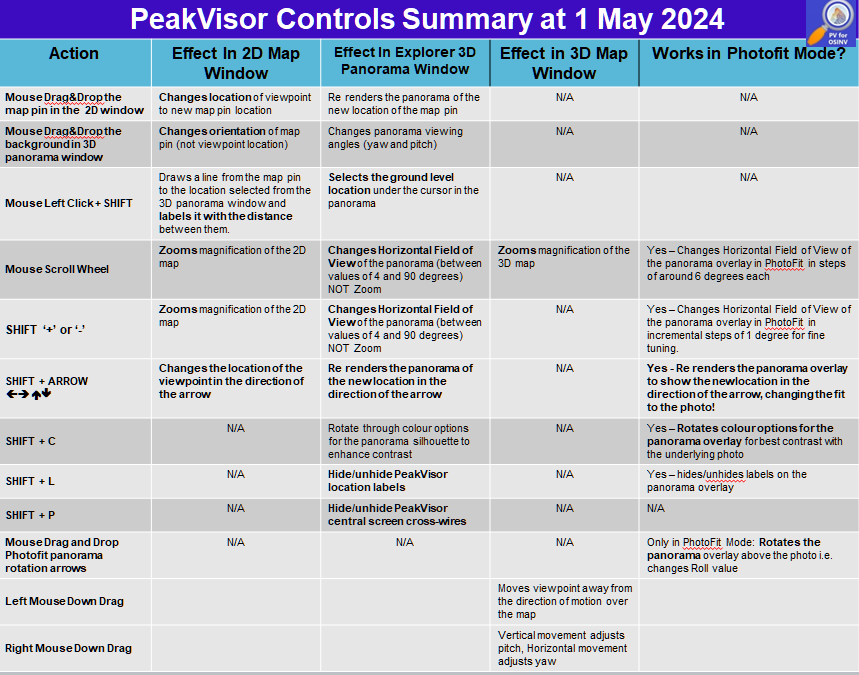 PeakVisor Controls Summary at 1 May 2024
PV for
OSINV
Action
Effect In 2D Map
Window
Effect in Explorer 3D
Panorama Window
Effect in 3D Map
Window
Works in Photofit Mode?
Mouse Drag&Drop the
map pin in the 2D window
Changes location of viewpoint
to new map pin location
Re renders the panorama of the
new location of the map pin
N/A
N/A
Mouse Drag&Drop the
background in 3D
panorama window
Changes orientation of map
pin (not viewpoint location)
Changes panorama viewing
angles (yaw and pitch)
N/A
N/A
Mouse Left Click + SHIFT
Draws a line from the map pin
to the location selected from the
3D panorama window and
labels it with the distance
between them.
Selects the ground level
location under the cursor in the
panorama
N/A
N/A
Mouse Scroll Wheel
Zooms magnification of the 2D
map
Changes Horizontal Field of
View of the panorama (between
values of 4 and 90 degrees)
NOT Zoom
Zooms magnification of the
3D map
Yes – Changes Horizontal Field of View of
the panorama overlay in PhotoFit in steps
of around 6 degrees each
SHIFT ‘+’ or ‘-’
Zooms magnification of the 2D
map
Changes Horizontal Field of
View of the panorama (between
values of 4 and 90 degrees)
NOT Zoom
N/A
Yes – Changes Horizontal Field of View of
the panorama overlay in PhotoFit in
incremental steps of 1 degree for fine
tuning.
SHIFT + ARROW
🡨🡪🡩🡫
Changes the location of the
viewpoint in the direction of
the arrow
Re renders the panorama of
the new location in the
direction of the arrow
N/A
Yes - Re renders the panorama overlay
to show the newlocation in the
direction of the arrow, changing the fit
to the photo!
SHIFT + C
N/A
Rotate through colour options
for the panorama silhouette to
enhance contrast
N/A
Yes – Rotates colour options for the
panorama overlay for best contrast with
the underlying photo
SHIFT + L
N/A
Hide/unhide PeakVisor
location labels
N/A
Yes – hides/unhides labels on the
panorama overlay
SHIFT + P
N/A
Hide/unhide PeakVisor
central screen cross-wires
N/A
N/A
Mouse Drag and Drop
Photofit panorama
rotation arrows
N/A
N/A
N/A
Only in PhotoFit Mode: Rotates the
panorama overlay above the photo i.e.
changes Roll value
Left Mouse Down Drag
Moves viewpoint away from
the direction of motion over
the map
Right Mouse Down Drag
Vertical movement adjusts
pitch, Horizontal movement
adjusts yaw